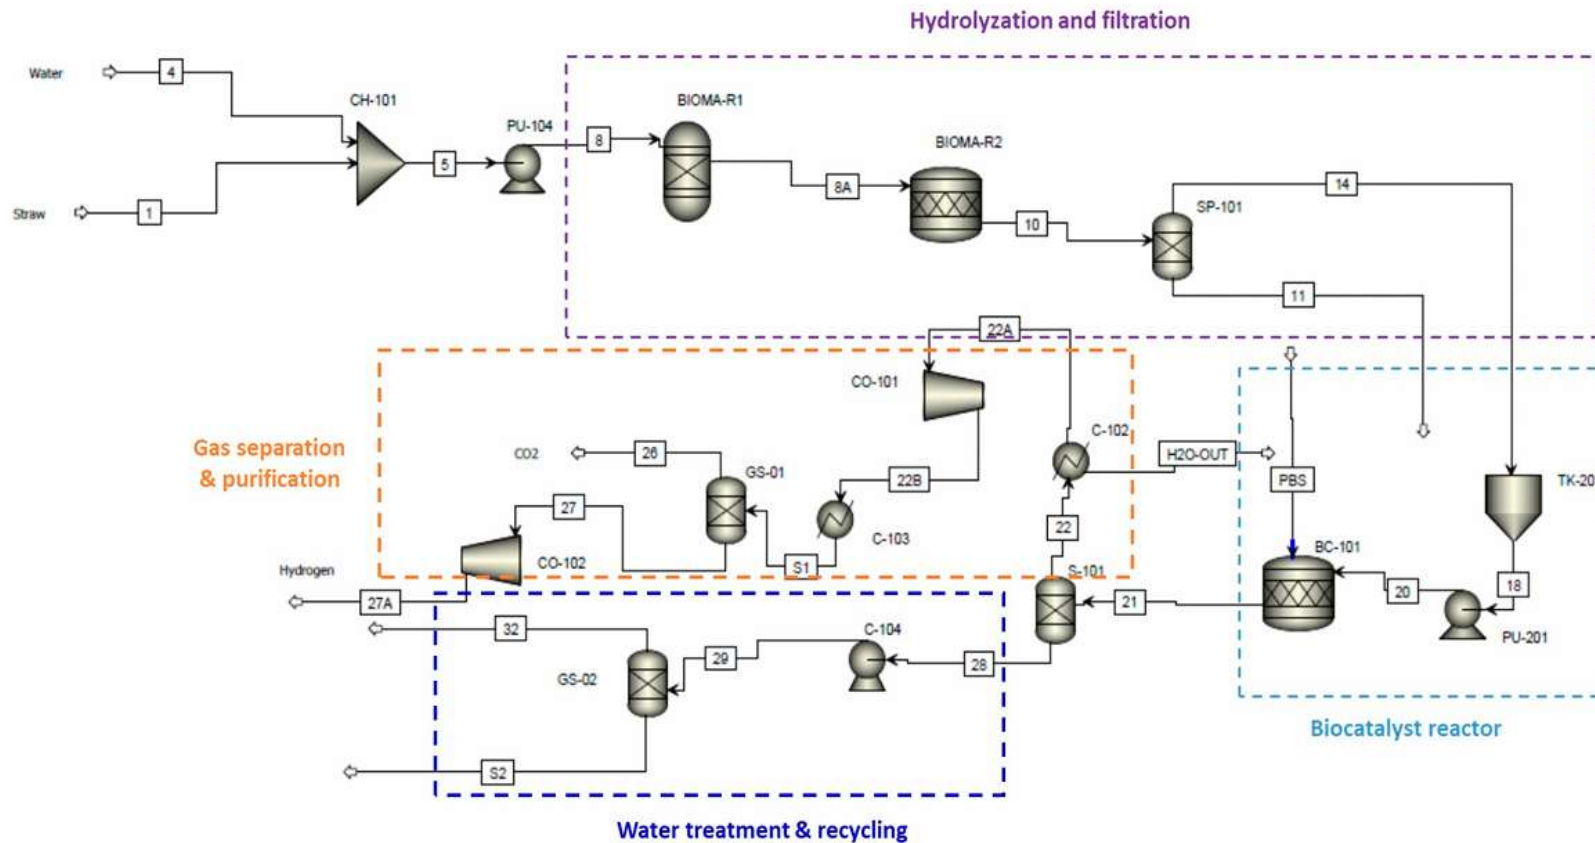 Hydrolyzation and filtration
Water
4
CH-101
PU-104
8
BIOMA-R1
BIOMA-R2
5
8A
14
SP-101
Straw
1
10
11
22A
CO-101
C-102
Gas separation
& purification
CO2
26
GS-01
22B
H2O-OUT
PBS
TK-20
27
C-103
22
BC-101
CO-102
S1
S-101
Hydrogen
27A
21
20
18
PU-201
32
C-104
29
28
GS-02
S2
Biocatalyst reactor
Water treatment & recycling